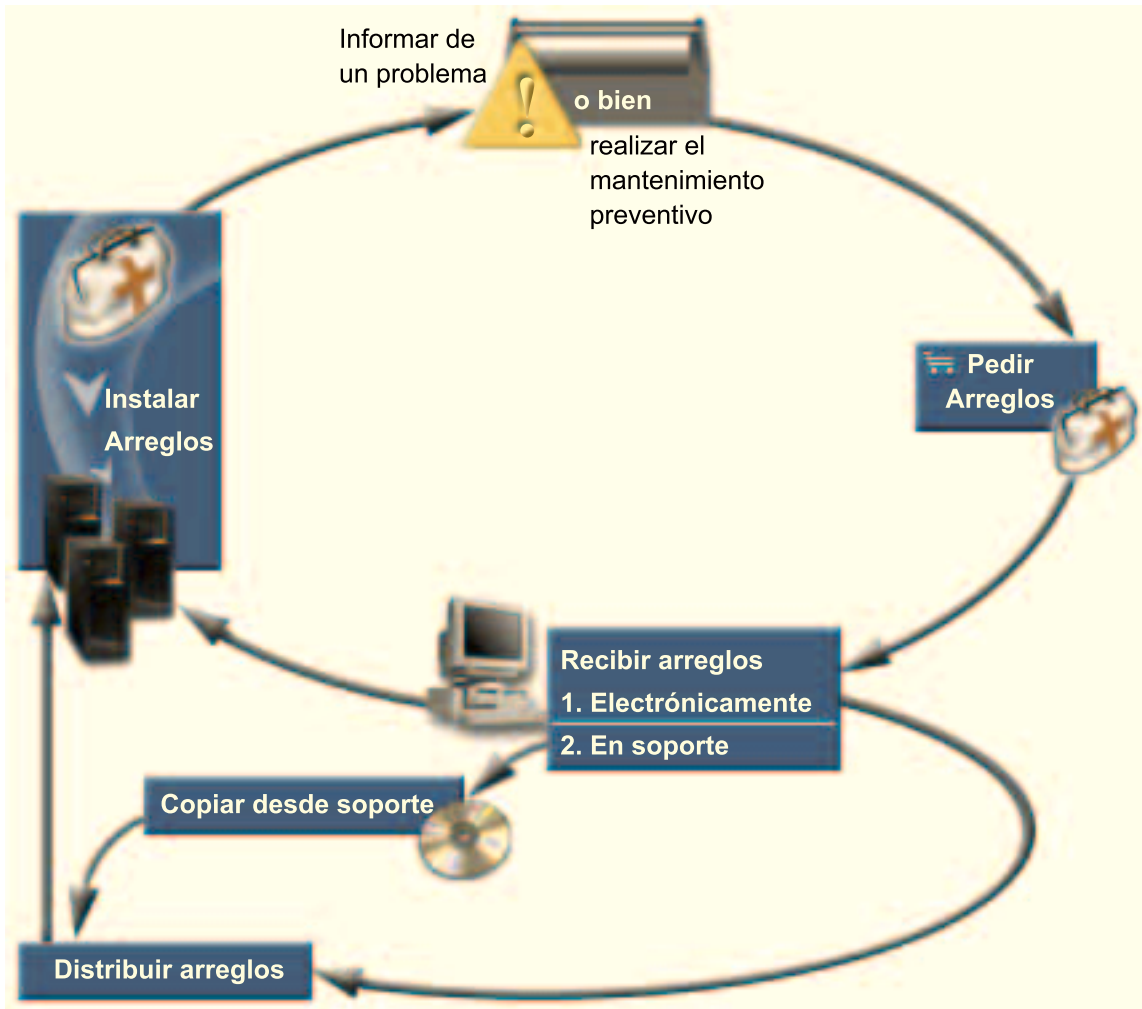 Informar de
un problema
o bien
realizar el
mantenimiento
preventivo
Pedir
Arreglos
Instalar
Arreglos
Recibir arreglos
1. Electrónicamente
2. En soporte
Copiar desde soporte
Distribuir arreglos